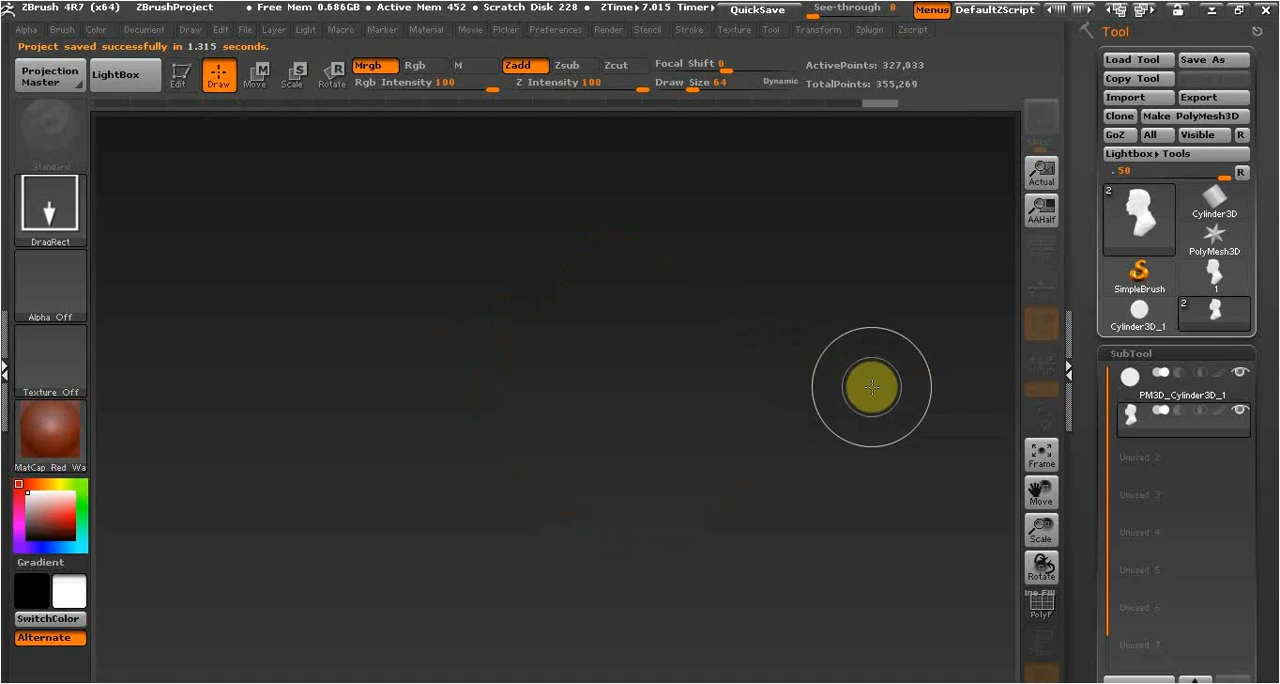 ZBrush 4R7 (x64) ZBrushProject • Free Mem 0.686GB • Active Mem 452 • Scratch Disk 228 • ZTime▸7.015 Timer▸ QuickSave See-through 0 Menus DefaultZScript
Alpha Brush Color Document Draw Edit File Layer Light Macro Marker Material Movie Picker Preferences Render Stencil Stroke Texture Tool Transform Zplugin Zscript
Tool
Project saved successfully in 1.315 seconds.
Projection Master
LightBox
Edit Draw Move Scale Rotate
Mrgb Rgb M
Rgb Intensity 100
Zadd Zsub Zcut
Z Intensity 100
Focal Shift 0
Draw Size 64 Dynamic
ActivePoints: 327,033
TotalPoints: 355,269
Load Tool Save As
Copy Tool
Import Export
Clone Make PolyMesh3D
GoZ All Visible R
Lightbox▸Tools
. 50 R
2
Cylinder3D
PolyMesh3D
SimpleBrush
1
Cylinder3D_1
2
SubTool
PM3D_Cylinder3D_1
Unused 2
Unused 3
Unused 4
Unused 5
Unused 6
Unused 7
Standard
DragRect
Alpha Off
Texture Off
MatCap Red Wa
Gradient
SwitchColor
Alternate
Actual
AAHalf
Frame
Move
Scale
Rotate
PolyF